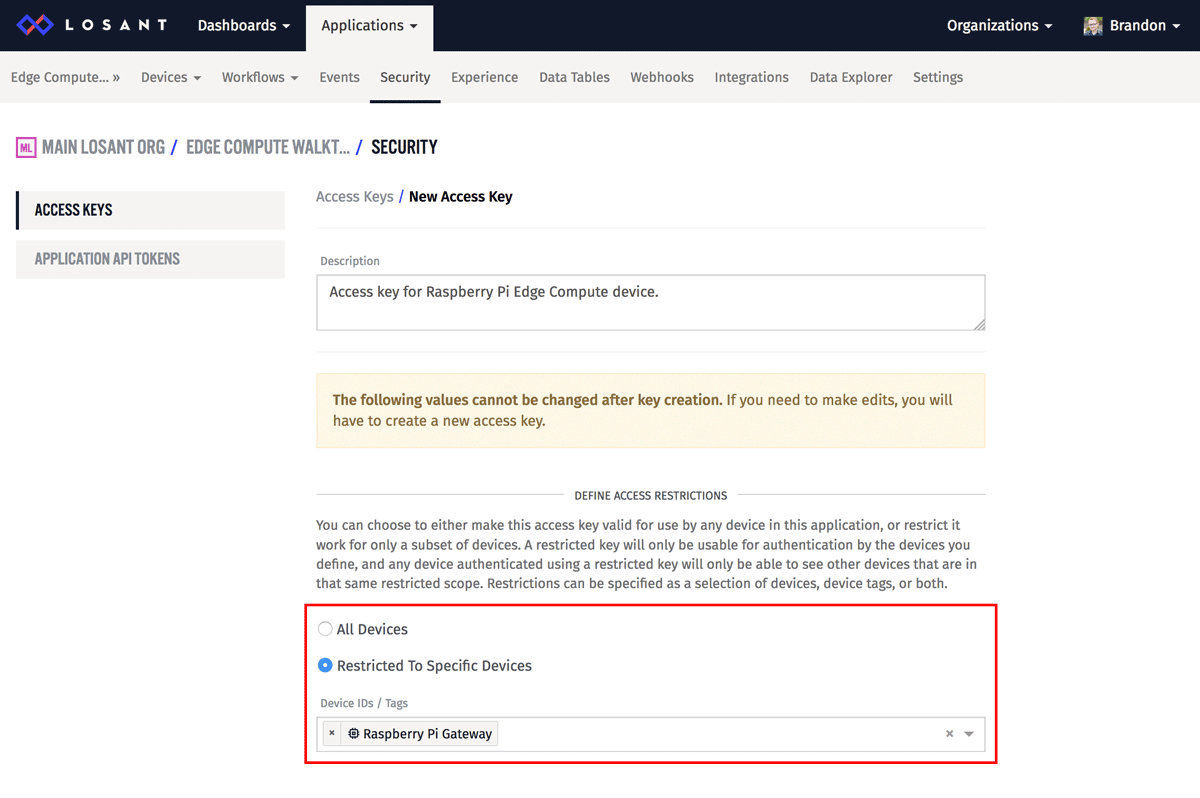 LOSANT Dashboards Applications Organizations Brandon
Edge Compute... » Devices Workflows Events Security Experience Data Tables Webhooks Integrations Data Explorer Settings
ML MAIN LOSANT ORG / EDGE COMPUTE WALKT... / SECURITY
ACCESS KEYS
APPLICATION API TOKENS
Access Keys / New Access Key
Description
Access key for Raspberry Pi Edge Compute device.
The following values cannot be changed after key creation. If you need to make edits, you will
have to create a new access key.
DEFINE ACCESS RESTRICTIONS
You can choose to either make this access key valid for use by any device in this application, or restrict it
work for only a subset of devices. A restricted key will only be usable for authentication by the devices you
define, and any device authenticated using a restricted key will only be able to see other devices that are in
that same restricted scope. Restrictions can be specified as a selection of devices, device tags, or both.
All Devices
Restricted To Specific Devices
Device IDs / Tags
× Raspberry Pi Gateway ×